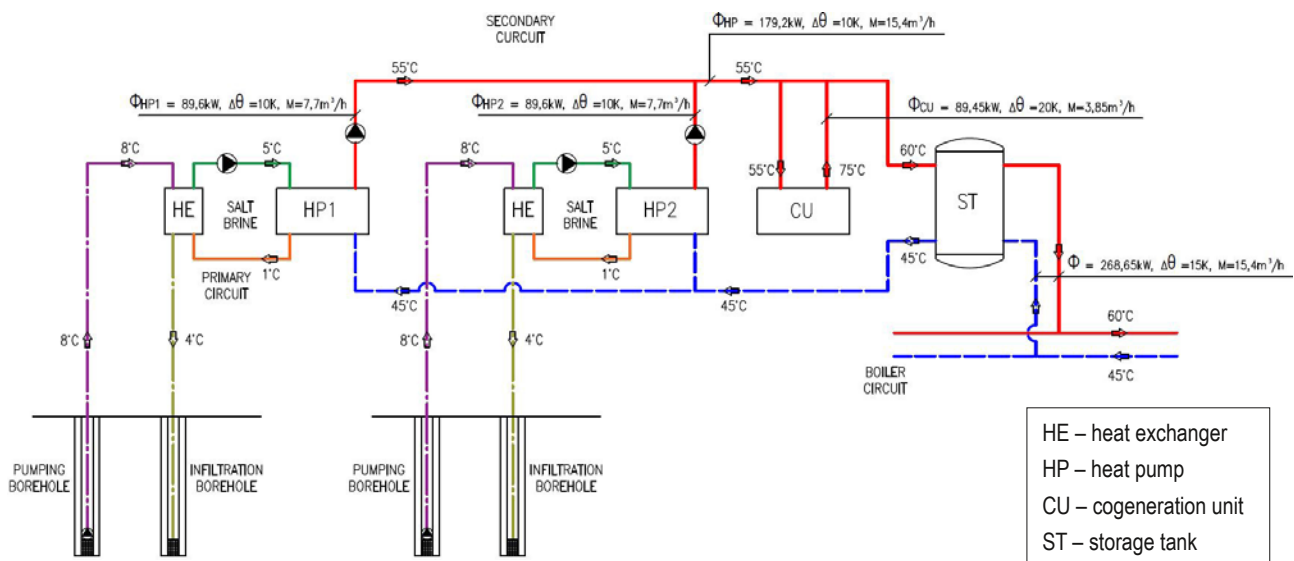 SECONDARY
CURCUIT
ΦHP = 179,2kW, Δθ =10K, M=15,4m³/h
55°C
55°C
ΦHP1 = 89,6kW, Δθ =10K, M=7,7m³/h
ΦHP2 = 89,6kW, Δθ =10K, M=7,7m³/h
ΦCU = 89,45kW, Δθ =20K, M=3,85m³/h
8°C
5°C
8°C
5°C
60°C
55°C
75°C
HE
SALT
BRINE
HP1
HE
SALT
BRINE
HP2
CU
ST
45°C
1°C
1°C
PRIMARY
CIRCUIT
Φ = 268,65kW, Δθ =15K, M=15,4m³/h
45°C
45°C
8°C
4°C
8°C
4°C
60°C
BOILER
CIRCUIT
45°C
PUMPING
BOREHOLE
INFILTRATION
BOREHOLE
PUMPING
BOREHOLE
INFILTRATION
BOREHOLE
HE – heat exchanger
HP – heat pump
CU – cogeneration unit
ST – storage tank